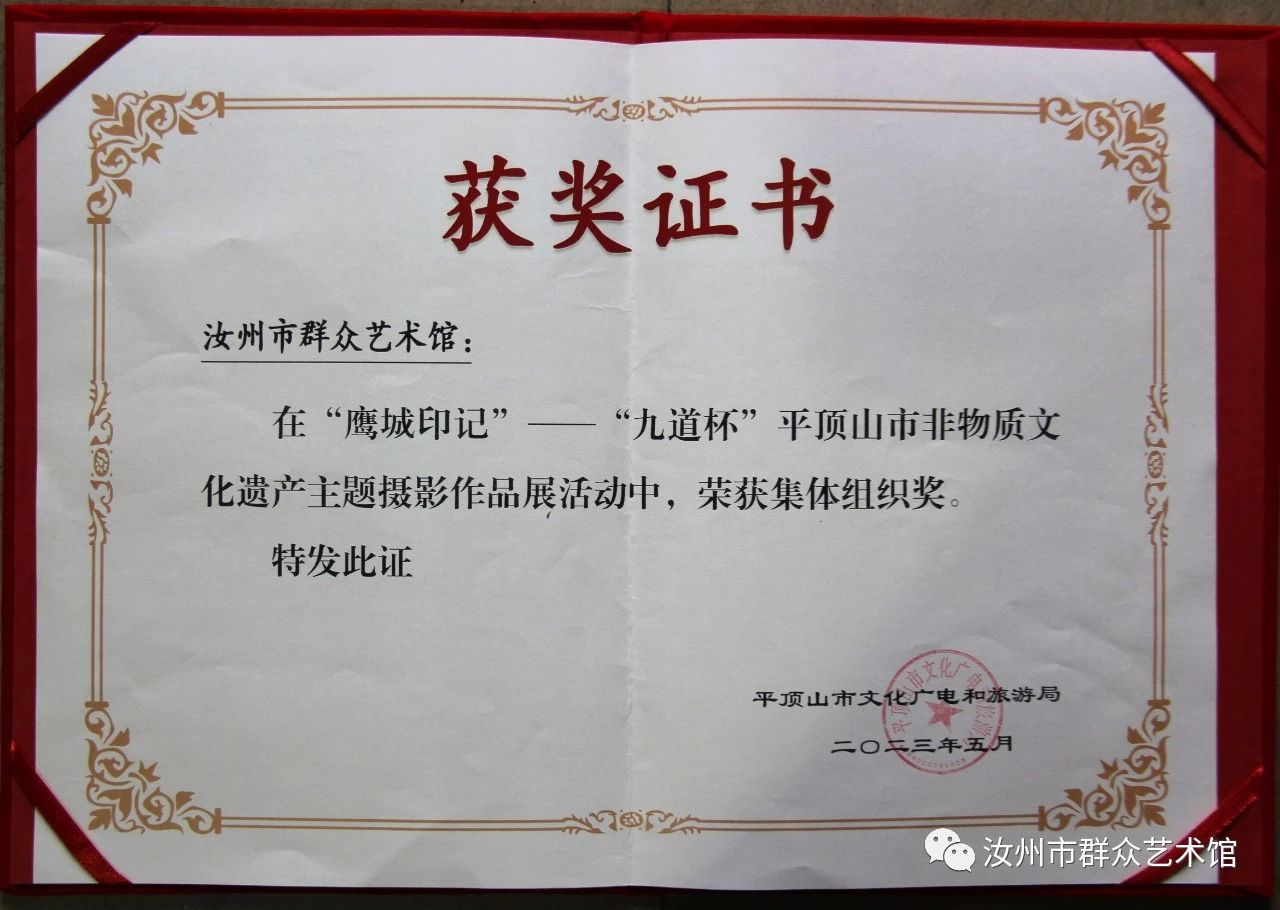 获奖证书
汝州市群众艺术馆：
在“鹰城印记”——“九道杯”平顶山市非物质文
化遗产主题摄影作品展活动中，荣获集体组织奖。
特发此证
平顶山市文化广电和旅游局
二〇二三年五月
汝州市群众艺术馆